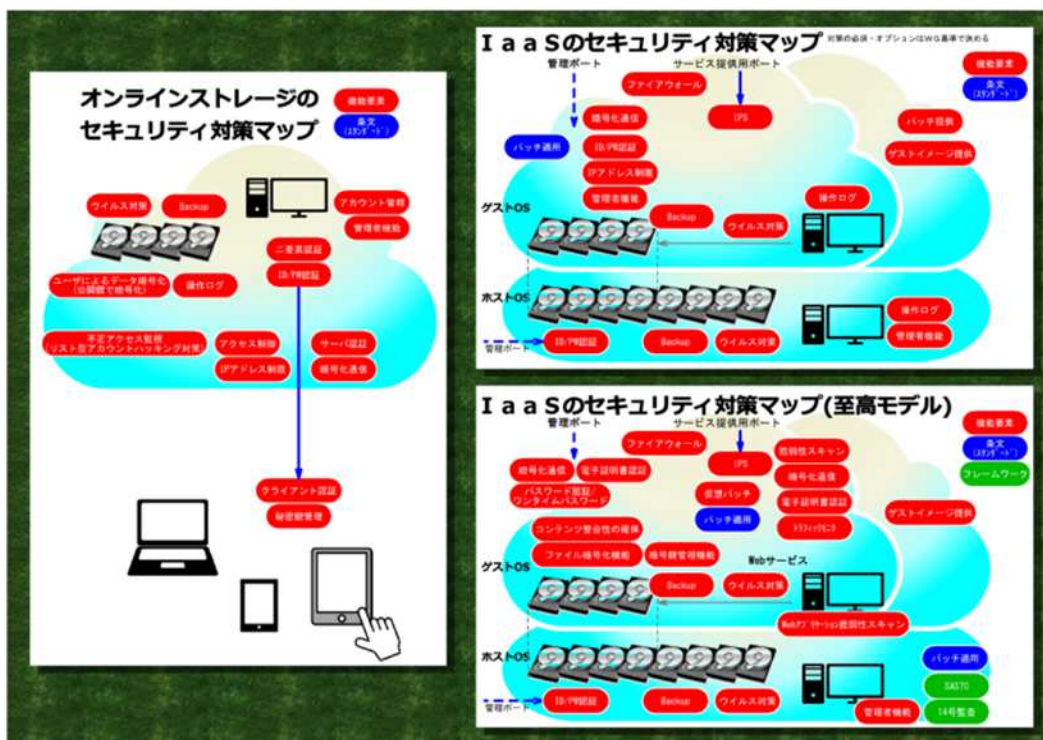 オンラインストレージの
セキュリティ対策マップ
機能要素
条文
(スタンダード)
ウイルス対策
Backup
アカウント管理
管理者機能
二要素認証
ID/PW認証
ユーザによるデータ暗号化
(公開鍵で暗号化)
操作ログ
不正アクセス監視
(リスト型アカウントハッキング対策)
アクセス制御
サーバ認証
IPアドレス制限
暗号化通信
クライアント認証
秘密鍵管理
IaaSのセキュリティ対策マップ
対策の必須・オプションはWG基準で決める
管理ポート
サービス提供用ポート
機能要素
条文
(スタンダード)
ファイアウォール
暗号化通信
IPS
パッチ提供
パッチ適用
ID/PW認証
ゲストイメージ提供
IPアドレス制限
管理者機能
操作ログ
ゲストOS
Backup
ウイルス対策
ホストOS
操作ログ
管理者機能
管理ポート
ID/PW認証
Backup
ウイルス対策
IaaSのセキュリティ対策マップ(至高モデル)
管理ポート
サービス提供用ポート
機能要素
条文
(スタンダード)
フレームワーク
ファイアウォール
脆弱性スキャン
暗号化通信
電子証明書認証
IPS
暗号化通信
パスワード認証/
ワンタイムパスワード
仮想パッチ
電子証明書認証
パッチ適用
トラフィックモニタ
ゲストイメージ提供
コンテンツ整合性の確保
ファイル暗号化機能
暗号鍵管理機能
Webサービス
ゲストOS
Backup
ウイルス対策
Webアプリケーション脆弱性スキャン
ホストOS
パッチ適用
SAS70
管理ポート
ID/PW認証
Backup
ウイルス対策
管理者機能
14号監査